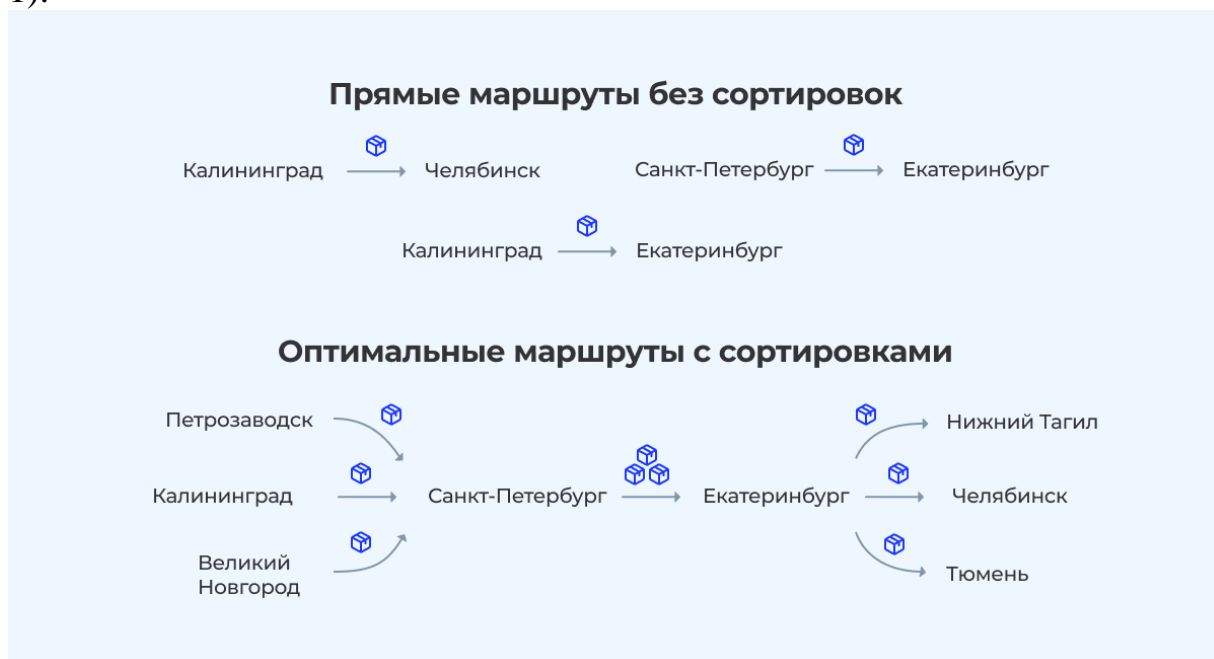 1).
Прямые маршруты без сортировок
Калининград Челябинск Санкт-Петербург Екатеринбург
Калининград Екатеринбург
Оптимальные маршруты с сортировками
Петрозаводск Нижний Тагил
Калининград Санкт-Петербург Екатеринбург Челябинск
Великий
Новгород
Тюмень